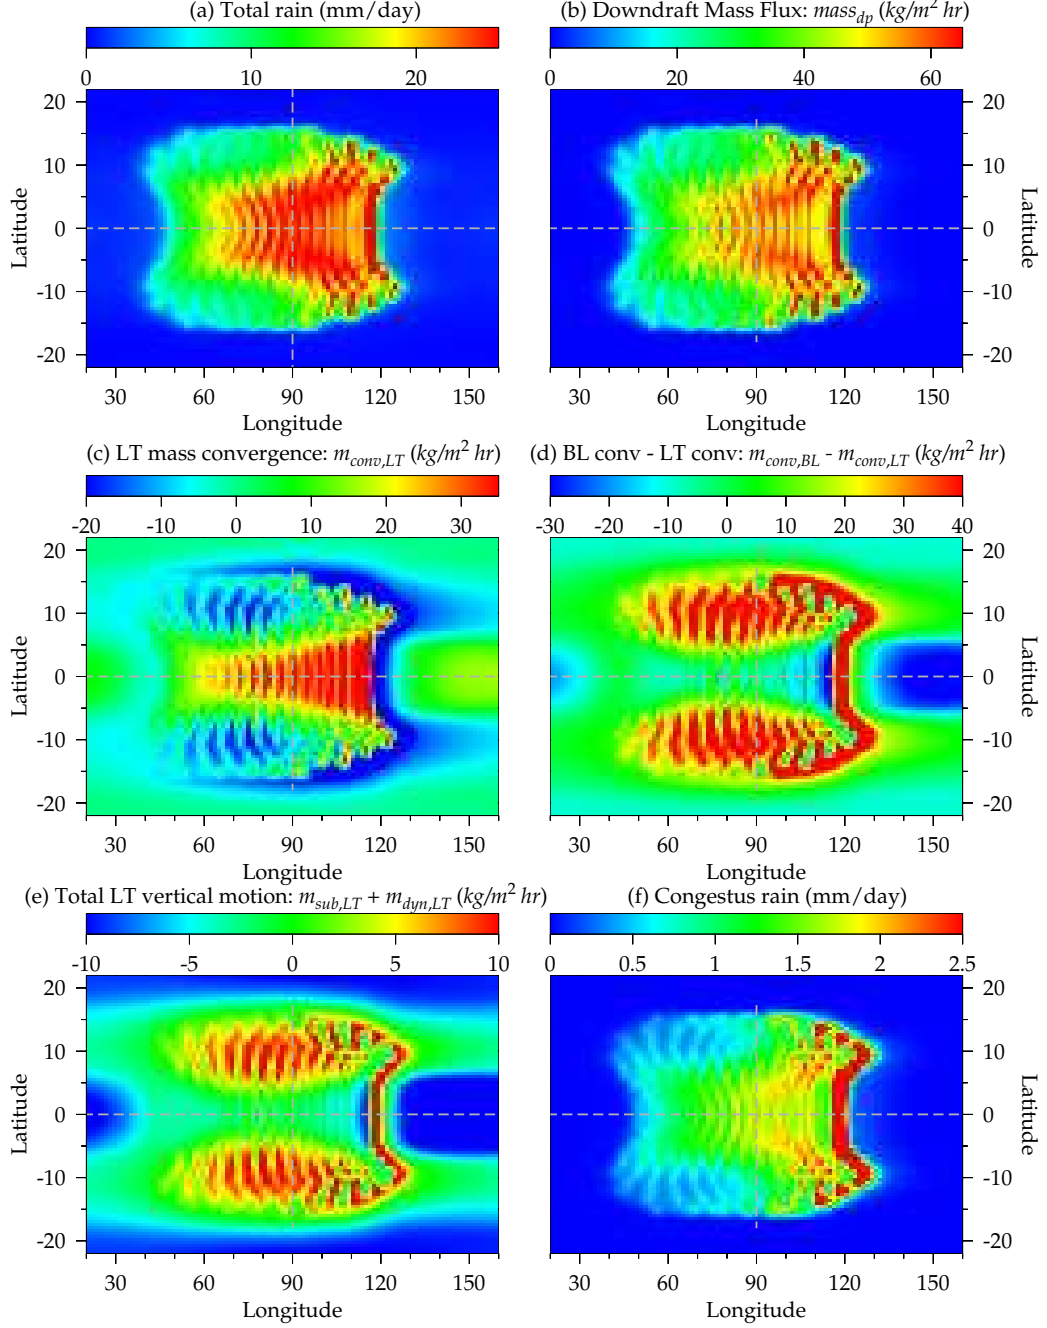 (a) Total rain (mm/day)
0 10 20
20
10
0
-10
-20
Latitude
30 60 90 120 150
Longitude
(b) Downdraft Mass Flux: mass_dp (kg/m² hr)
0 20 40 60
20
10
0
-10
-20
Latitude
30 60 90 120 150
Longitude
(c) LT mass convergence: m_conv,LT (kg/m² hr)
-20 -10 0 10 20 30
20
10
0
-10
-20
Latitude
30 60 90 120 150
Longitude
(d) BL conv - LT conv: m_conv,BL - m_conv,LT (kg/m² hr)
-30 -20 -10 0 10 20 30 40
20
10
0
-10
-20
Latitude
30 60 90 120 150
Longitude
(e) Total LT vertical motion: m_sub,LT + m_dyn,LT (kg/m² hr)
-10 -5 0 5 10
20
10
0
-10
-20
Latitude
30 60 90 120 150
Longitude
(f) Congestus rain (mm/day)
0 0.5 1 1.5 2 2.5
20
10
0
-10
-20
Latitude
30 60 90 120 150
Longitude